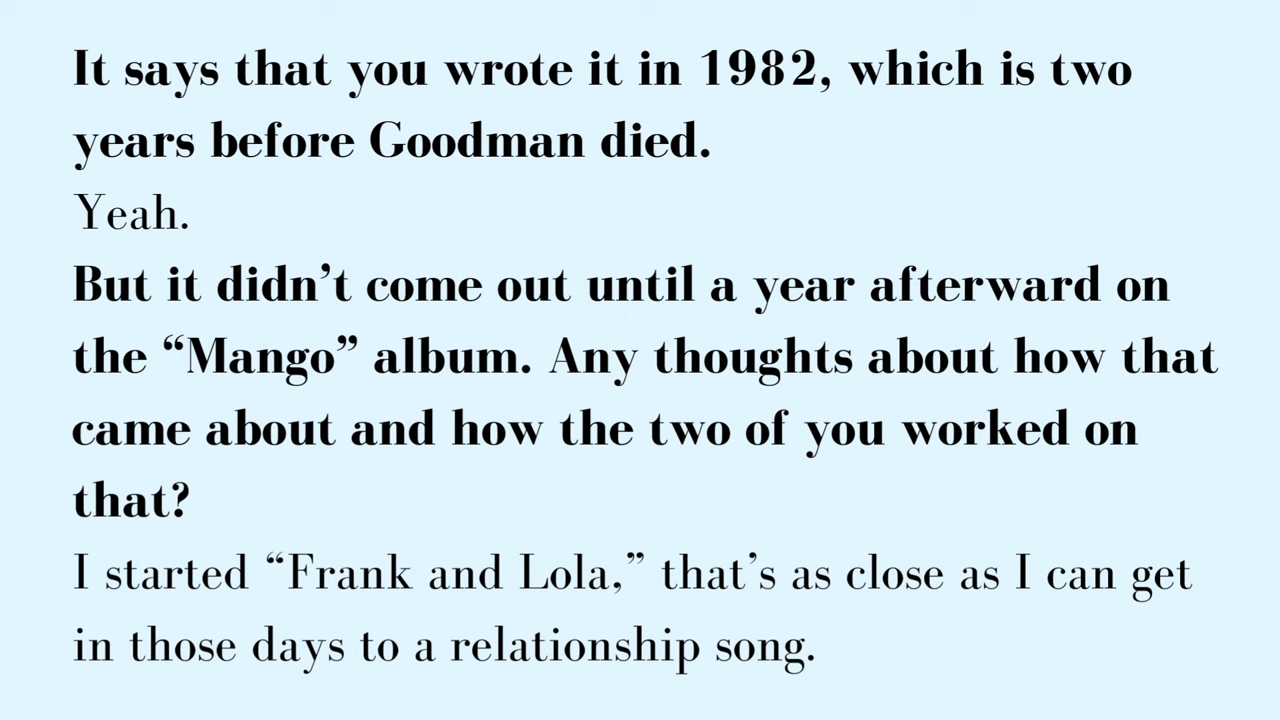 It says that you wrote it in 1982, which is two
years before Goodman died.
Yeah.
But it didn’t come out until a year afterward on
the “Mango” album. Any thoughts about how that
came about and how the two of you worked on
that?
I started “Frank and Lola,” that’s as close as I can get
in those days to a relationship song.